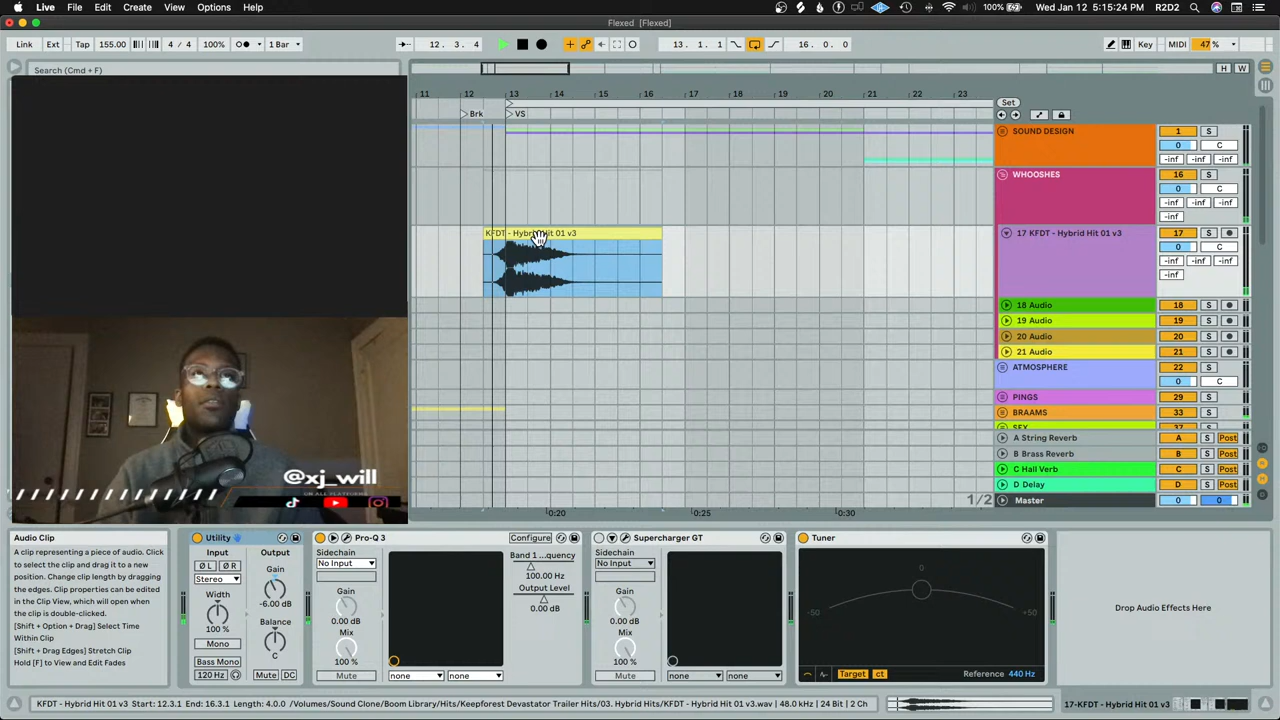 Live File Edit Create View Options Help 100% Wed Jan 12 5:15:24 PM R2D2
Flexed [Flexed]
Link Ext Tap 155.00 4 / 4 100% 1 Bar 12. 3. 4 13. 1. 1 16. 0. 0 Key MIDI 47 %
Search (Cmd + F) H W
11 12 13 14 15 16 17 18 19 20 21 22 23
Set
Brk VS
SOUND DESIGN 1 S
0 C
-inf -inf -inf
WHOOSHES 16 S
0 C
-inf -inf -inf
-inf
KFDT - Hybrid Hit 01 v3
17 KFDT - Hybrid Hit 01 v3 17 S
0 C
-inf -inf -inf
-inf
18 Audio 18 S
19 Audio 19 S
20 Audio 20 S
21 Audio 21 S
ATMOSPHERE 22 S
0 C
PINGS 29 S
BRAAMS 33 S
SFX 37 S
A String Reverb A S Post
B Brass Reverb B S Post
C Hall Verb C S Post
D Delay D S Post
1/2 Master 0 0
0:20 0:25 0:30
@xj_will
ON ALL PLATFORMS
Audio Clip
A clip representing a piece of audio. Click
to select the clip and drag it to a new
position. Change clip length by dragging
the edges. Clip properties can be edited
in the Clip View, which will open when
the clip is double-clicked.
[Shift + Option + Drag] Select Time
Within Clip
[Shift + Drag Edges] Stretch Clip
Hold [F] to View and Edit Fades
Utility
Input Output
Ø L Ø R Gain
Stereo
Width -6.00 dB
Balance
100 %
Mono C
Bass Mono
120 Hz Mute DC
Pro-Q 3 Configure
Sidechain
No Input
Gain
0.00 dB
Mix
100 %
Mute none none
Band 1 ...quency
100.00 Hz
Output Level
0.00 dB
Supercharger GT
Sidechain
No Input
Gain
0.00 dB
Mix
100 %
Mute none none
Tuner
0
-50 +50
Target ct Reference 440 Hz
Drop Audio Effects Here
KFDT - Hybrid Hit 01 v3 Start: 12.3.1 Length: 4.0.0 /Volumes/Sound Clone/Boom Library/Hits/Keepforest Devastator Trailer Hits/03. Hybrid Hits/KFDT - Hybrid Hit 01 v3.wav | 48.0 kHz | 24 Bit | 2 Ch
17-KFDT - Hybrid Hit 01 v3